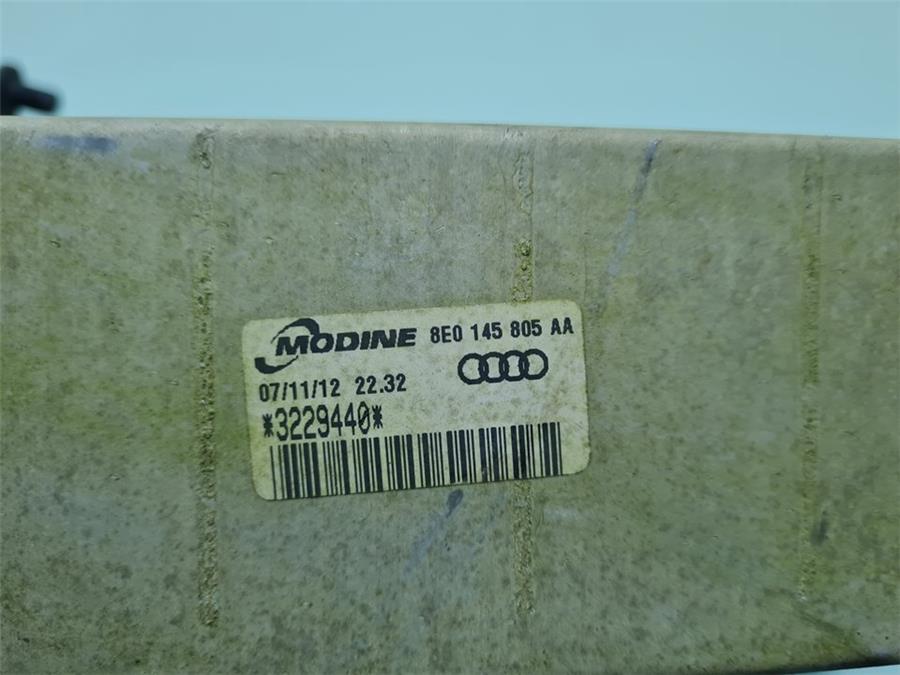 MODINE 8E0 145 805 AA
07/11/12 22.32
*3229440*